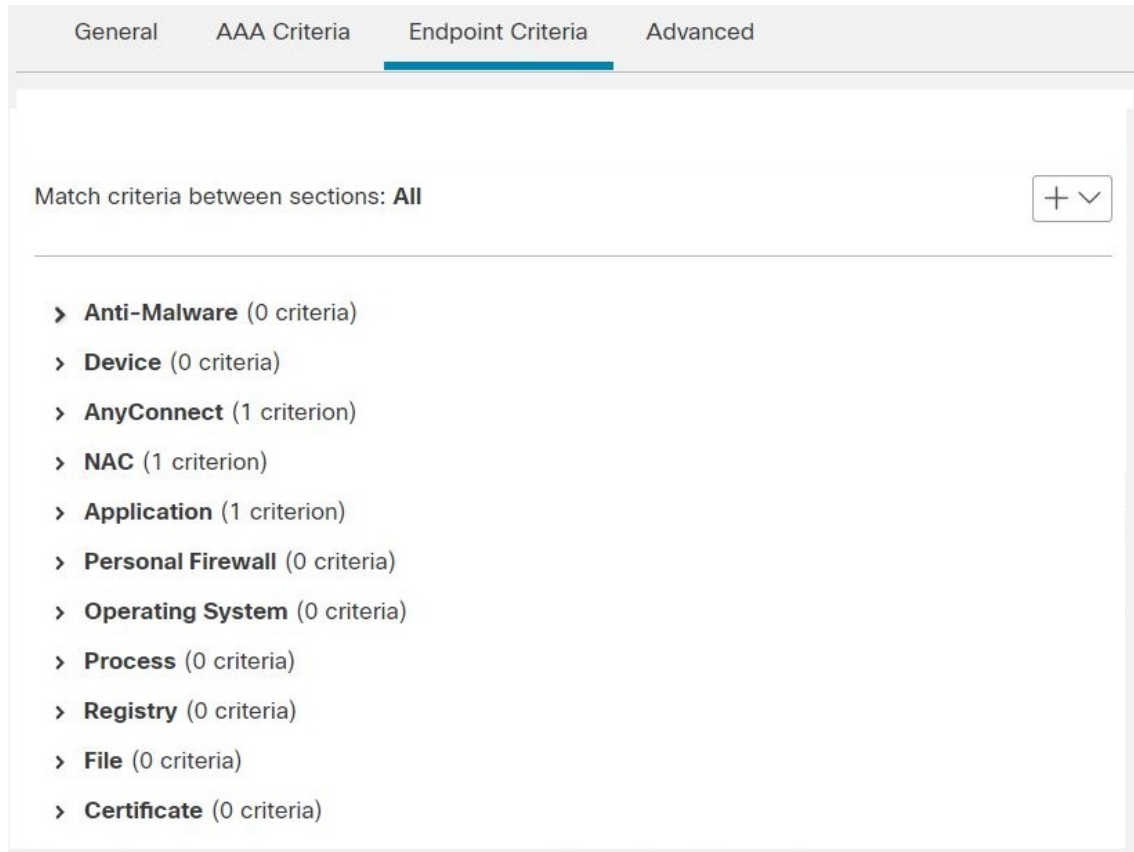 General AAA Criteria Endpoint Criteria Advanced
Match criteria between sections: All
Anti-Malware (0 criteria)
Device (0 criteria)
AnyConnect (1 criterion)
NAC (1 criterion)
Application (1 criterion)
Personal Firewall (0 criteria)
Operating System (0 criteria)
Process (0 criteria)
Registry (0 criteria)
File (0 criteria)
Certificate (0 criteria)